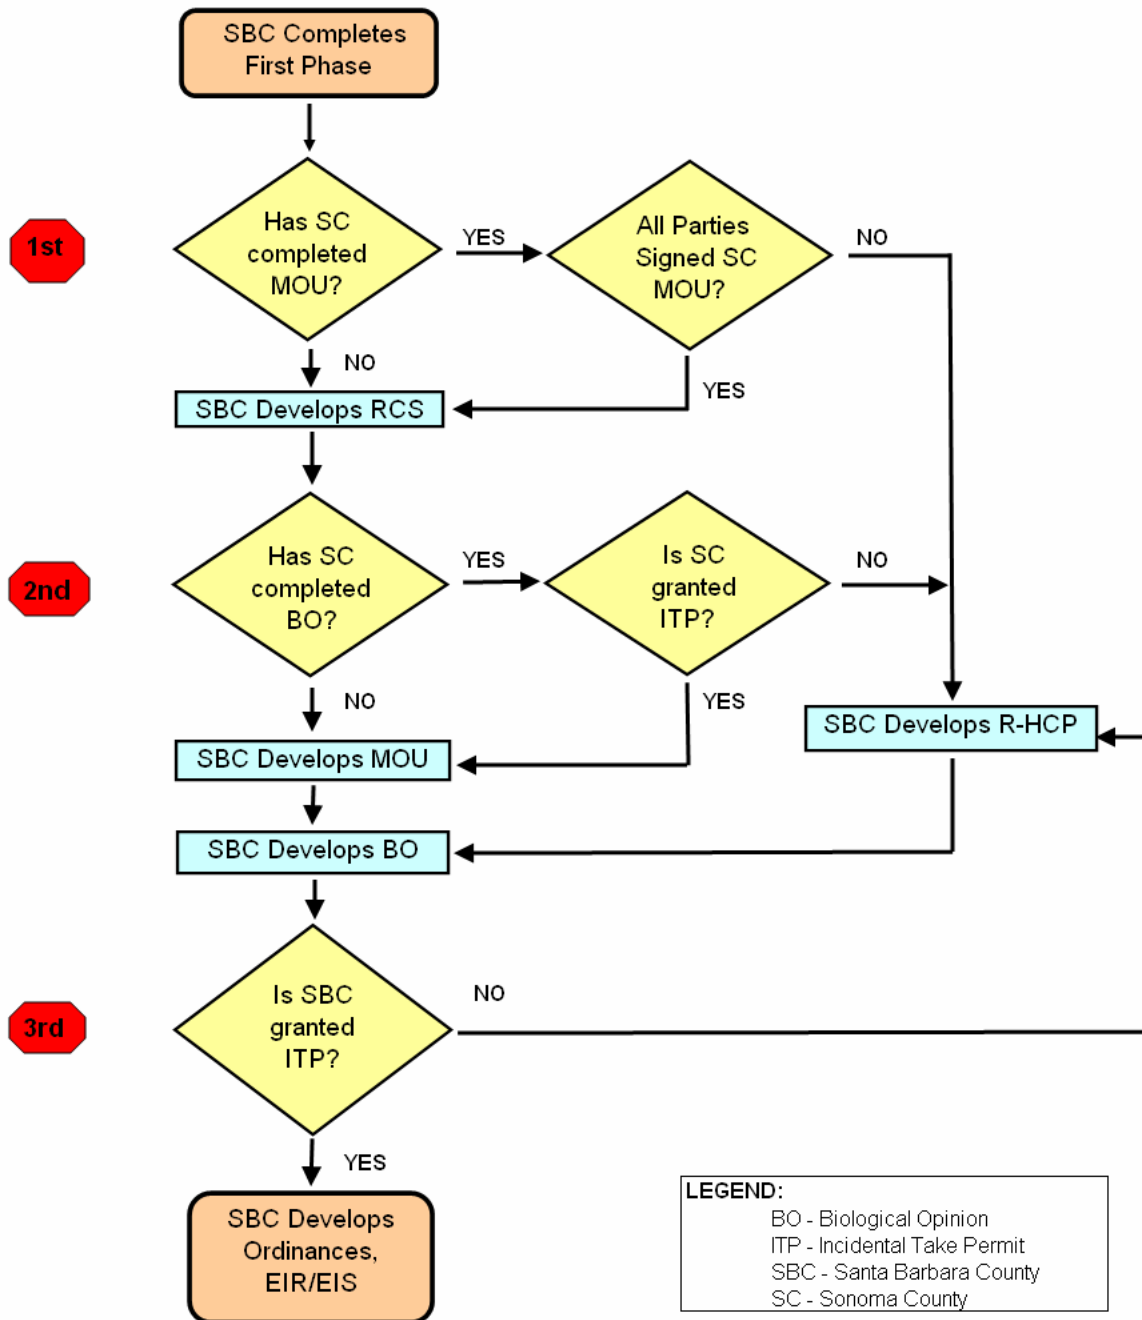 SBC Completes
First Phase
1st
Has SC
completed
MOU?
YES
All Parties
Signed SC
MOU?
NO
NO
YES
SBC Develops RCS
2nd
Has SC
completed
BO?
YES
Is SC
granted
ITP?
NO
NO
YES
SBC Develops R-HCP
SBC Develops MOU
SBC Develops BO
3rd
Is SBC
granted
ITP?
NO
YES
SBC Develops
Ordinances,
EIR/EIS
LEGEND:
BO - Biological Opinion
ITP - Incidental Take Permit
SBC - Santa Barbara County
SC - Sonoma County